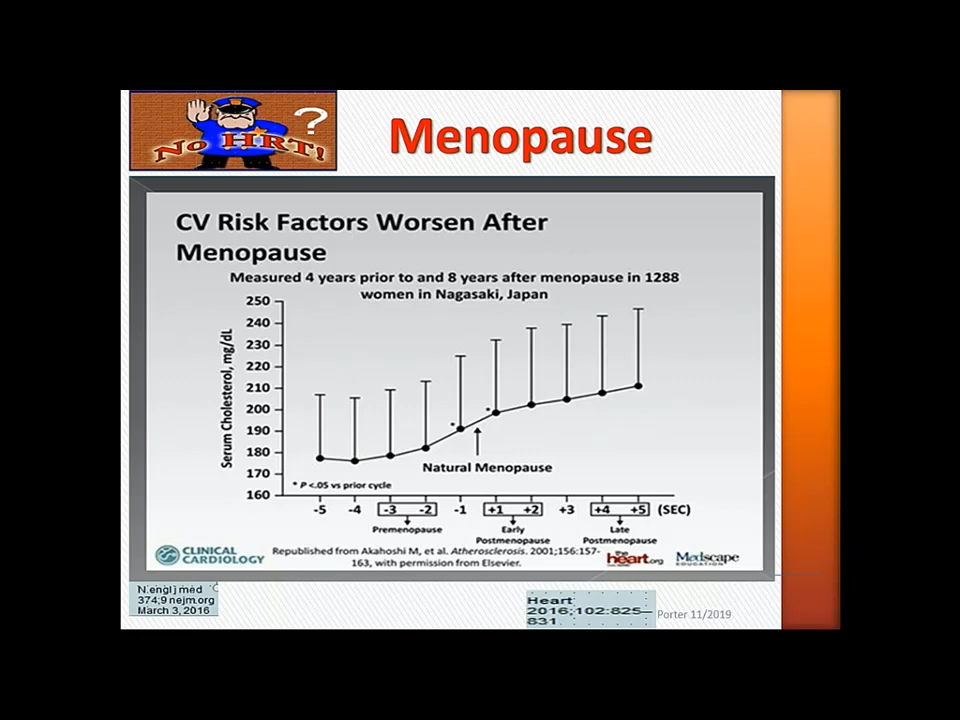 No HRT!
?
Menopause
CV Risk Factors Worsen After
Menopause
Measured 4 years prior to and 8 years after menopause in 1288
women in Nagasaki, Japan
Serum Cholesterol, mg/dL
250
240
230
220
210
200
190
180
170
160
* *
Natural Menopause
* P <.05 vs prior cycle
-5 -4 -3 -2 -1 +1 +2 +3 +4 +5 (SEC)
Premenopause
Early
Postmenopause
Late
Postmenopause
CLINICAL
CARDIOLOGY
Republished from Akahoshi M, et al. Atherosclerosis. 2001;156:157-
163, with permission from Elsevier.
the
heart.org
Medscape
EDUCATION
N engl j med
374;9 nejm.org
March 3, 2016
Heart
2016;102:825–
831
Porter 11/2019